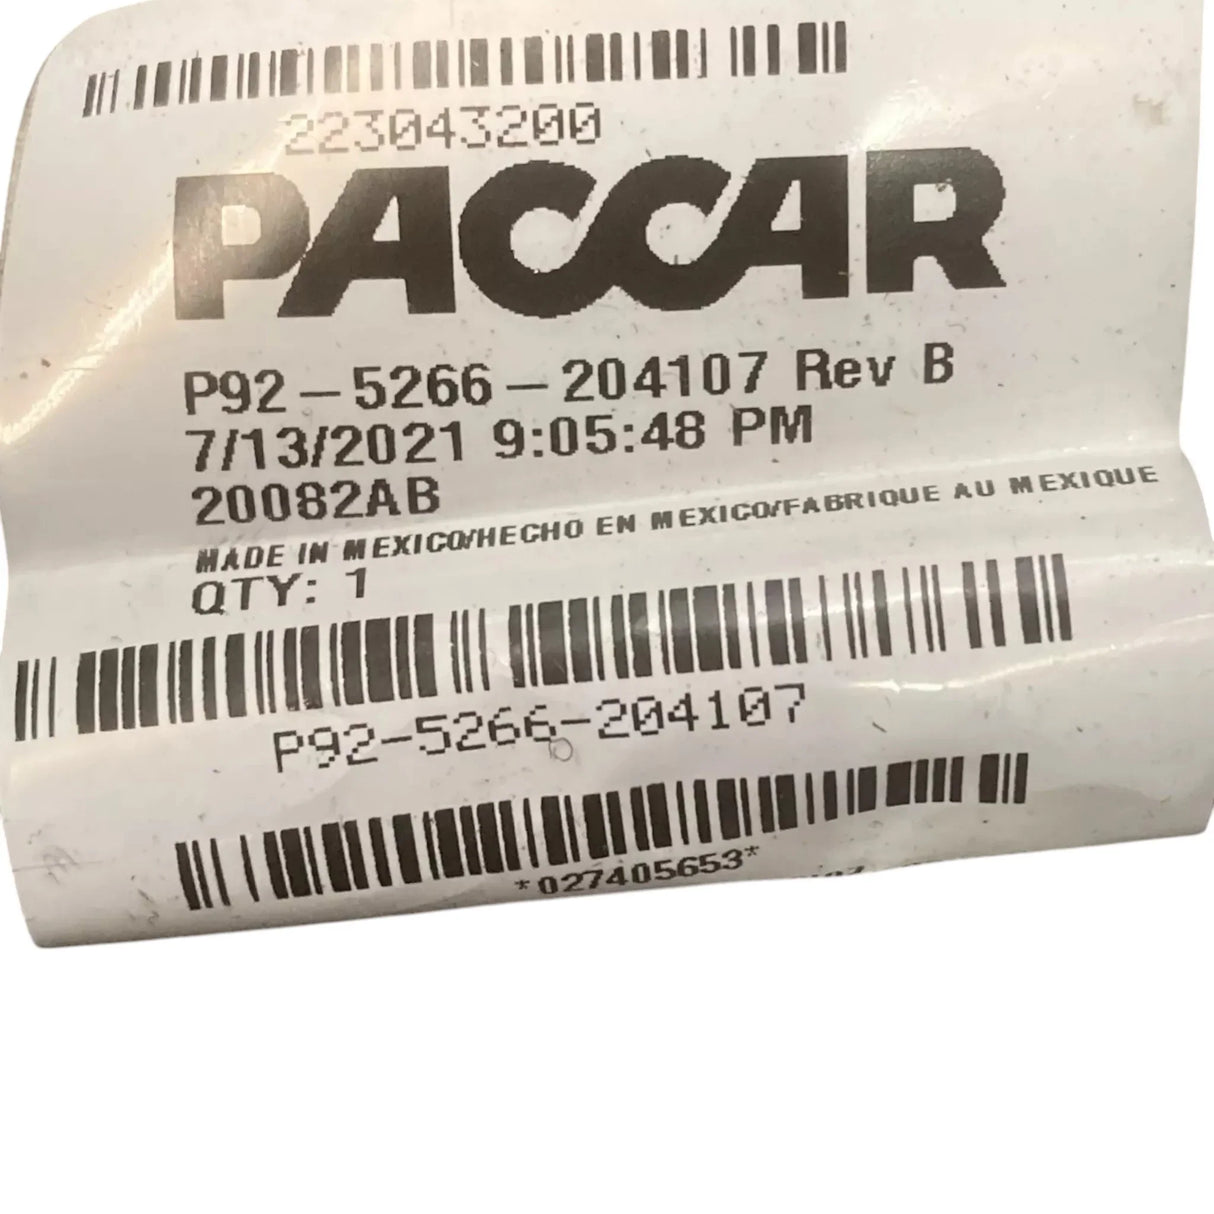 223043200
PACCAR
P92-5266-204107 Rev B
7/13/2021 9:05:48 PM
20082AB
MADE IN MEXICO/HECHO EN MEXICO/FABRIQUE AU MEXIQUE
QTY: 1
P92-5266-204107
*027405653*